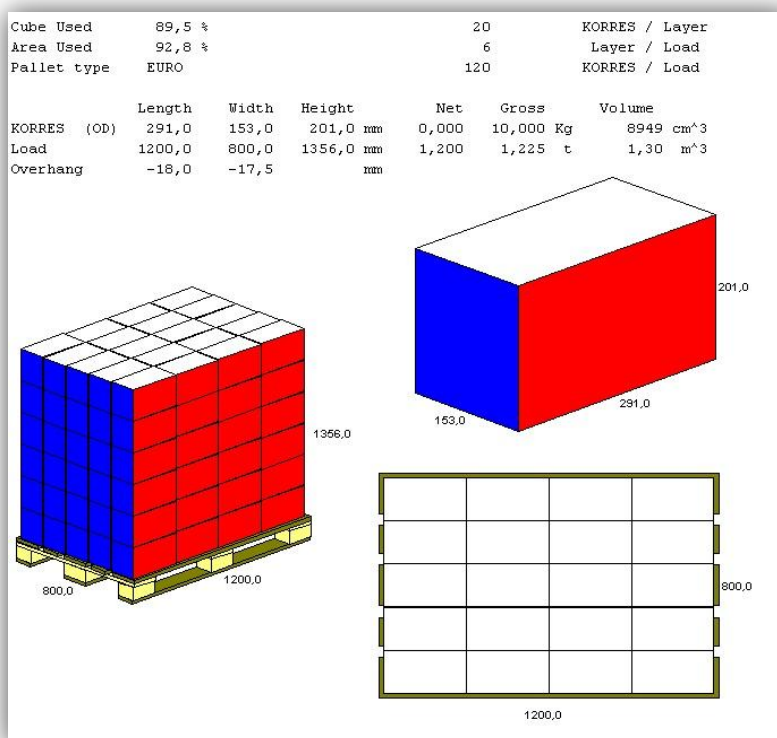 Cube Used 89,5 % 20 KORRES / Layer
Area Used 92,8 % 6 Layer / Load
Pallet type EURO 120 KORRES / Load
Length Width Height Net Gross Volume
KORRES (OD) 291,0 153,0 201,0 mm 0,000 10,000 Kg 8949 cm^3
Load 1200,0 800,0 1356,0 mm 1,200 1,225 t 1,30 m^3
Overhang -18,0 -17,5 mm
201,0
153,0
291,0
1356,0
800,0
1200,0
800,0
1200,0